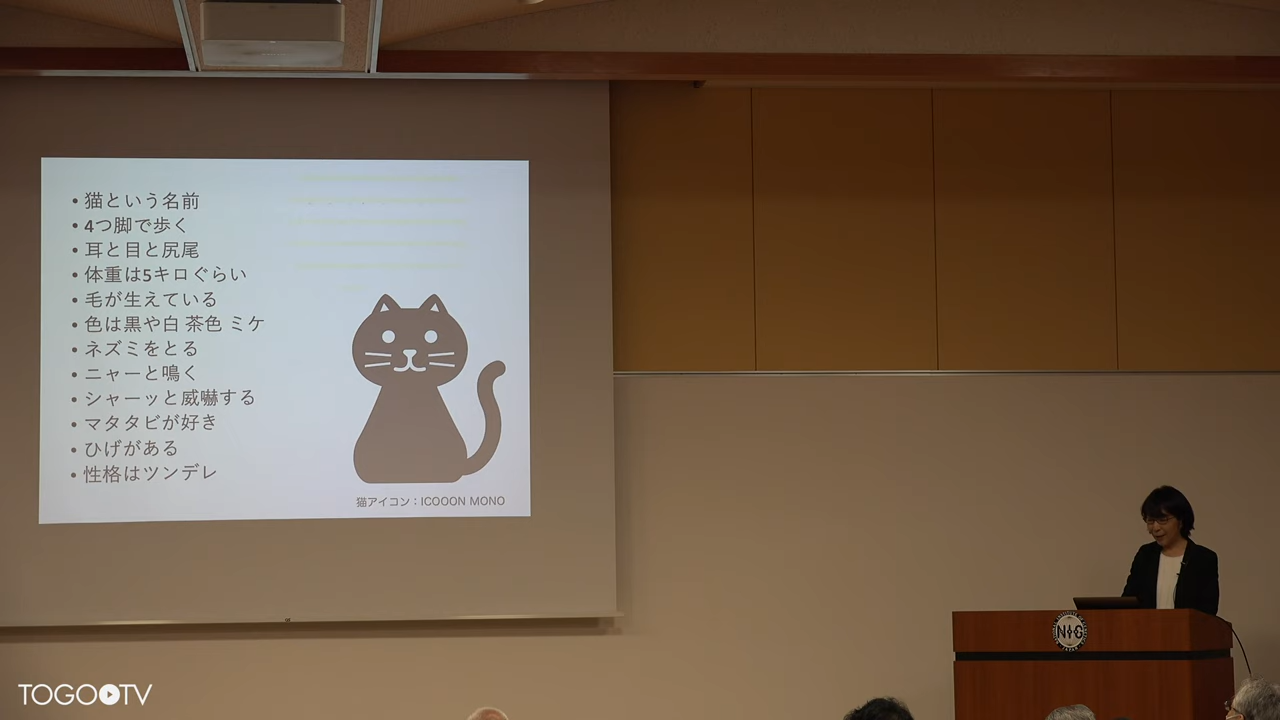 • 猫という名前
• 4つ脚で歩く
• 耳と目と尻尾
• 体重は5キロぐらい
• 毛が生えている
• 色は黒や白 茶色 ミケ
• ネズミをとる
• ニャーと鳴く
• シャーッと威嚇する
• マタタビが好き
• ひげがある
• 性格はツンデレ
猫アイコン：ICOOON MONO
NIG
TOGOTV